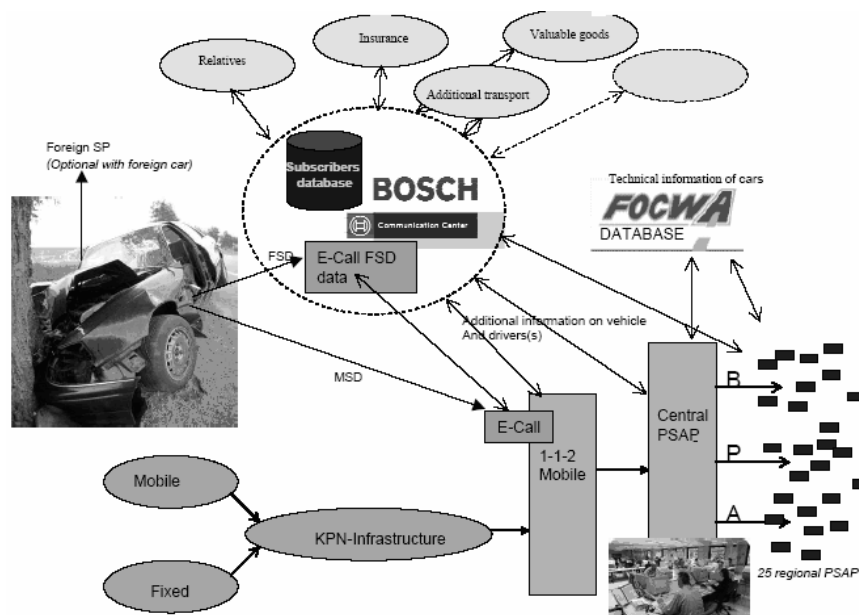 Insurance
Valuable goods
Relatives
Additional transport
Foreign SP
(Optional with foreign car)
Subscribers
database
BOSCH
Communication Center
Technical information of cars
FOCWA
DATABASE
FSD
E-Call FSD
data
Additional information on vehicle
And drivers(s)
MSD
E-Call
1-1-2
Mobile
Central
PSAP
B
P
A
Mobile
KPN-Infrastructure
Fixed
25 regional PSAP